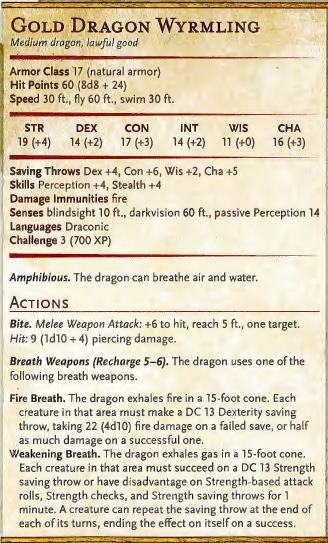 GOLD DRAGON WYRMLING
Medium dragon, lawful good
Armor Class 17 (natural armor)
Hit Points 60 (8d8 + 24)
Speed 30 ft., fly 60 ft., swim 30 ft.
STR DEX CON INT WIS CHA
19 (+4) 14 (+2) 17 (+3) 14 (+2) 11 (+0) 16 (+3)
Saving Throws Dex +4, Con +6, Wis +2, Cha +5
Skills Perception +4, Stealth +4
Damage Immunities fire
Senses blindsight 10 ft., darkvision 60 ft., passive Perception 14
Languages Draconic
Challenge 3 (700 XP)
Amphibious. The dragon can breathe air and water.
ACTIONS
Bite. Melee Weapon Attack: +6 to hit, reach 5 ft., one target.
Hit: 9 (1d10 + 4) piercing damage.
Breath Weapons (Recharge 5–6). The dragon uses one of the
following breath weapons.
Fire Breath. The dragon exhales fire in a 15-foot cone. Each
creature in that area must make a DC 13 Dexterity saving
throw, taking 22 (4d10) fire damage on a failed save, or half
as much damage on a successful one.
Weakening Breath. The dragon exhales gas in a 15-foot cone.
Each creature in that area must succeed on a DC 13 Strength
saving throw or have disadvantage on Strength-based attack
rolls, Strength checks, and Strength saving throws for 1
minute. A creature can repeat the saving throw at the end of
each of its turns, ending the effect on itself on a success.